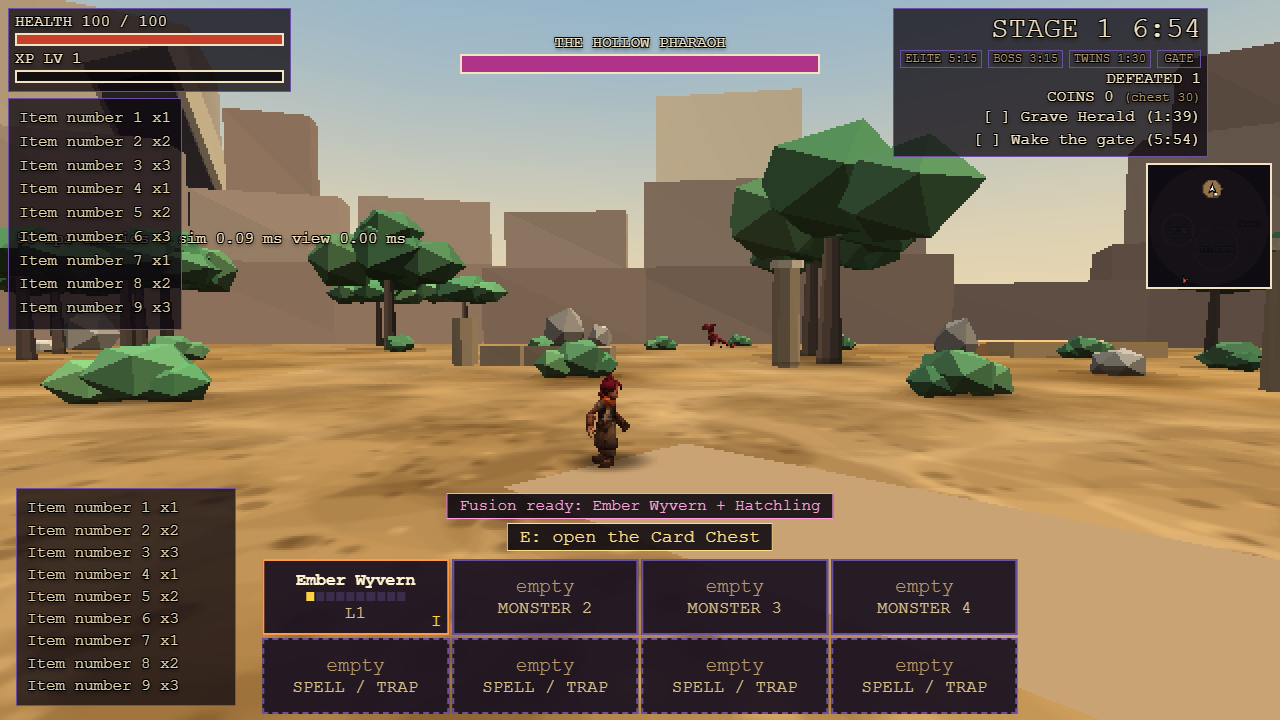 HEALTH 100 / 100
XP LV 1
THE HOLLOW PHARAOH
STAGE 1 6:54
ELITE 5:15 BOSS 3:15 TWINS 1:30 GATE
DEFEATED 1
COINS 0 (chest 30)
[ ] Grave Herald (1:39)
[ ] Wake the gate (5:54)
Item number 1 x1
Item number 2 x2
Item number 3 x3
Item number 4 x1
Item number 5 x2
Item number 6 x3
Item number 7 x1
Item number 8 x2
Item number 9 x3
sim 0.09 ms view 0.00 ms
Item number 1 x1
Item number 2 x2
Item number 3 x3
Item number 4 x1
Item number 5 x2
Item number 6 x3
Item number 7 x1
Item number 8 x2
Item number 9 x3
Fusion ready: Ember Wyvern + Hatchling
E: open the Card Chest
Ember Wyvern
L1
I
empty
MONSTER 2
empty
MONSTER 3
empty
MONSTER 4
empty
SPELL / TRAP
empty
SPELL / TRAP
empty
SPELL / TRAP
empty
SPELL / TRAP